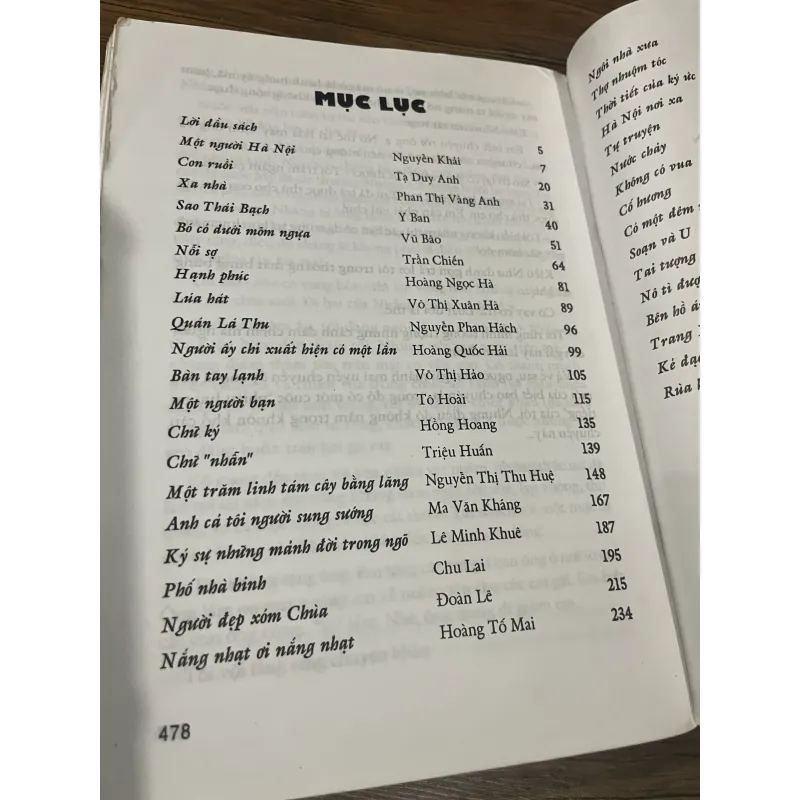 MỤC LỤC
Lời đầu sách 5
Một người Hà Nội Nguyễn Khải 7
Con ruồi Tạ Duy Anh 20
Xa nhà Phan Thị Vàng Anh 31
Sao Thái Bạch Y Ban 40
Bó cỏ dưới mõm ngựa Vũ Bão 51
Nỗi sợ Trần Chiến 64
Hạnh phúc Hoàng Ngọc Hà 81
Lúa hát Võ Thị Xuân Hà 89
Quán Lá Thu Nguyễn Phan Hách 96
Người ấy chỉ xuất hiện có một lần Hoàng Quốc Hải 99
Bàn tay lạnh Võ Thị Hảo 105
Một người bạn Tô Hoài 115
Chữ ký Hồng Hoang 135
Chữ "nhẫn" Triệu Huấn 139
Một trăm linh tám cây bằng lăng Nguyễn Thị Thu Huệ 148
Anh cả tôi người sung sướng Ma Văn Kháng 167
Ký sự những mảnh đời trong ngõ Lê Minh Khuê 187
Phố nhà binh Chu Lai 195
Người đẹp xóm Chùa Đoàn Lê 215
Nắng nhạt ơi nắng nhạt Hoàng Tố Mai 234
478
Ngôi nhà xưa
Thợ nhuộm tóc
Thời tiết của ký ức
Hà Nội nơi xa
Tự truyện
Nước chảy
Không có vua
Cố hương
Có một đêm
Soạn và U
Tai tượng
Nô tì
Bên hồ
Trang
Kẻ
Rùa